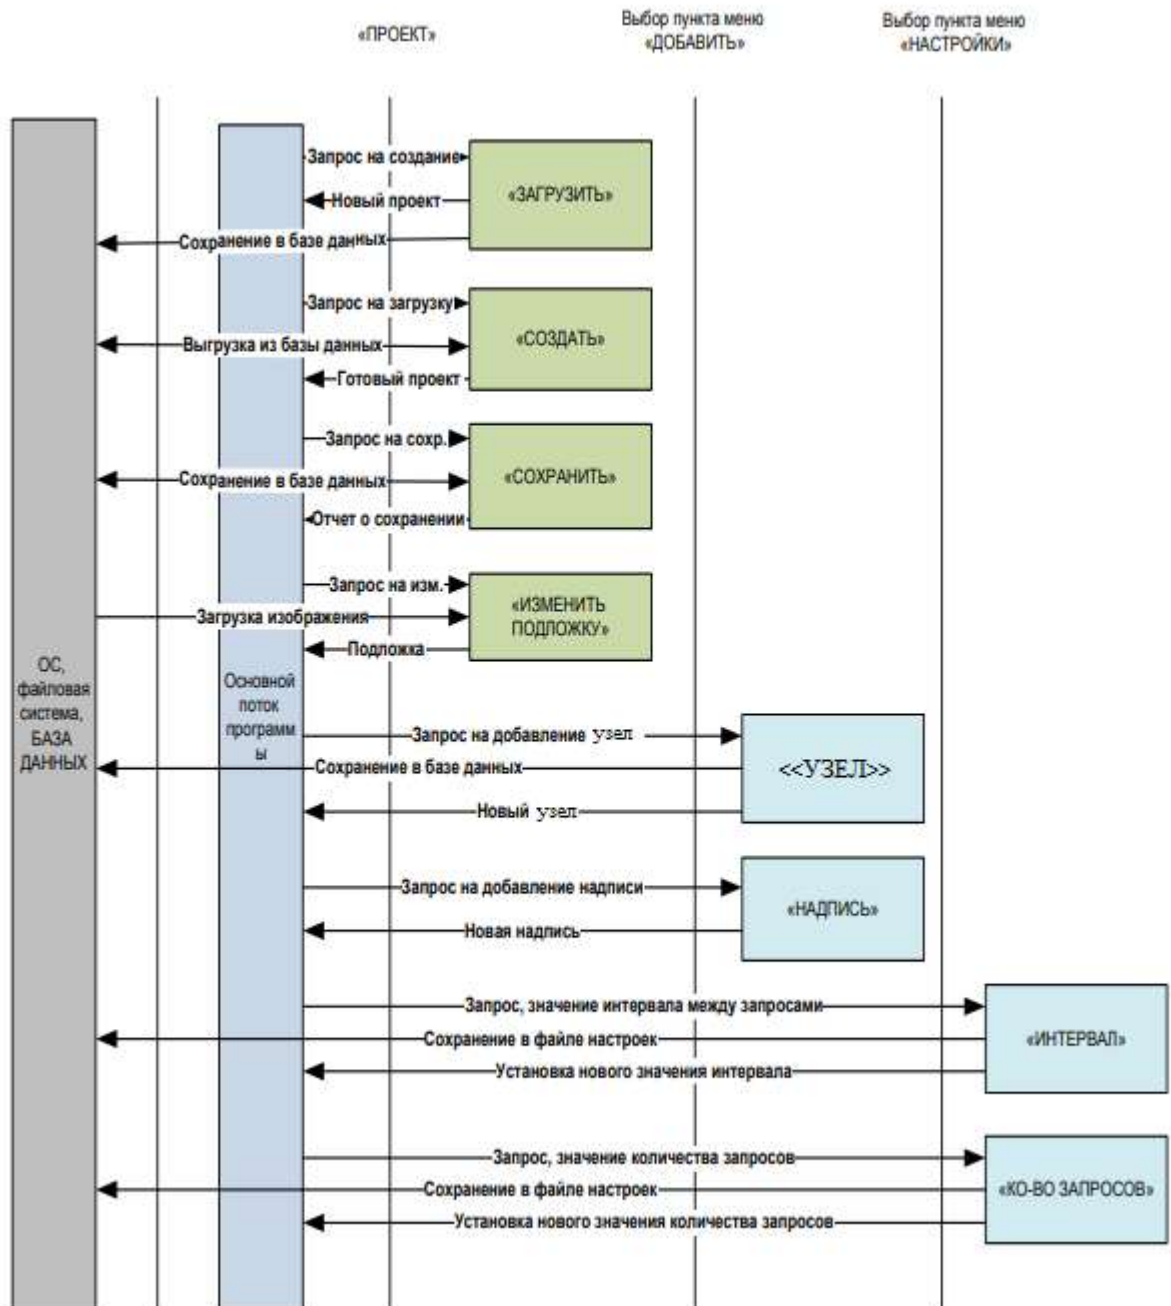 «ПРОЕКТ»
Выбор пункта меню
«ДОБАВИТЬ»
Выбор пункта меню
«НАСТРОЙКИ»
Запрос на создание
«ЗАГРУЗИТЬ»
Новый проект
Сохранение в базе данных
Запрос на загрузку
«СОЗДАТЬ»
Выгрузка из базы данных
Готовый проект
Запрос на сохр.
«СОХРАНИТЬ»
Сохранение в базе данных
Отчет о сохранении
Запрос на изм.
«ИЗМЕНИТЬ
ПОДЛОЖКУ»
Загрузка изображения
Подложка
ОС,
файловая
система,
БАЗА
ДАННЫХ
Основной
поток
программ
ы
Запрос на добавление узел
<<УЗЕЛ>>
Сохранение в базе данных
Новый узел
Запрос на добавление надписи
«НАДПИСЬ»
Новая надпись
Запрос, значение интервала между запросами
Сохранение в файле настроек
«ИНТЕРВАЛ»
Установка нового значения интервала
Запрос, значение количества запросов
Сохранение в файле настроек
«КО-ВО ЗАПРОСОВ»
Установка нового значения количества запросов